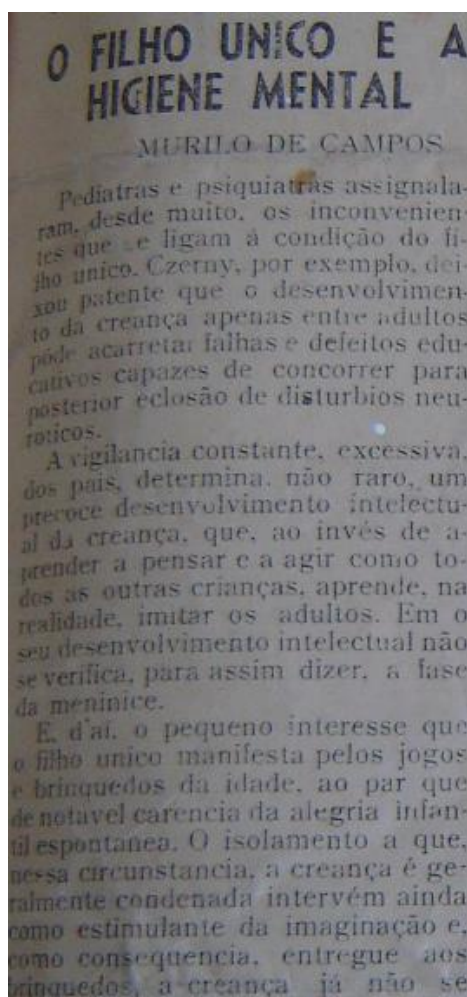 O FILHO UNICO E A
HIGIENE MENTAL
MURILO DE CAMPOS
Pediatras e psiquiatras assignala-
ram, desde muito, os inconvenien-
tes que se ligam á condição do fi-
lho unico. Czerny, por exemplo, dei-
xou patente que o desenvolvimen-
to da creança apenas entre adultos
póde acarretar falhas e defeitos edu-
cativos capazes de concorrer para
posterior eclosão de disturbios neu-
roticos.
A vigilancia constante, excessiva,
dos pais, determina, não raro, um
precoce desenvolvimento intelectu-
al da creança, que, ao invés de a-
prender a pensar e a agir como to-
dos as outras crianças, aprende, na
realidade, imitar os adultos. Em o
seu desenvolvimento intelectual não
se verifica, para assim dizer, a fase
da meninice.
E, d'aí, o pequeno interesse que
o filho unico manifesta pelos jogos
e brinquedos da idade, ao par que
de notavel carencia da alegria infan-
til espontanea. O isolamento a que,
nessa circunstancia, a creança é ge-
ralmente condenada intervém ainda
como estimulante da imaginação e,
como consequencia, entregue aos
brinquedos, a creança já não se